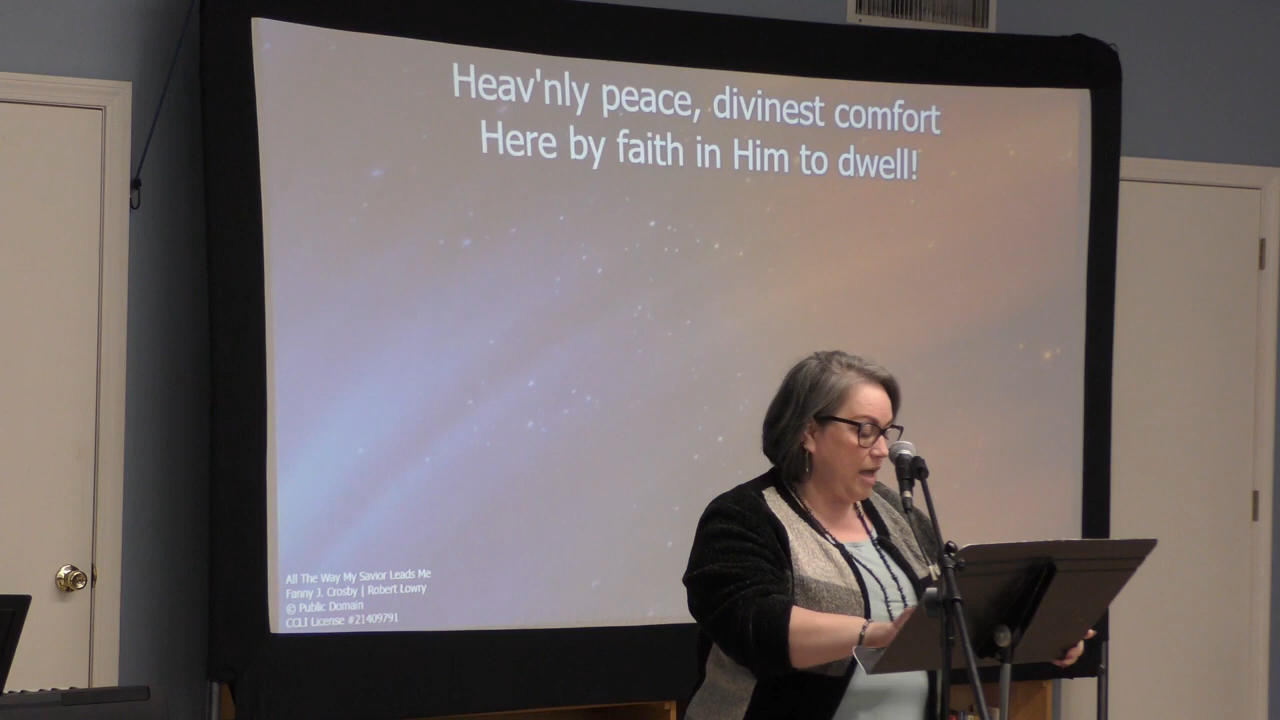 Heav'nly peace, divinest comfort
Here by faith in Him to dwell!
All The Way My Savior Leads Me
Fanny J. Crosby | Robert Lowry
© Public Domain
CCLI License #21409791